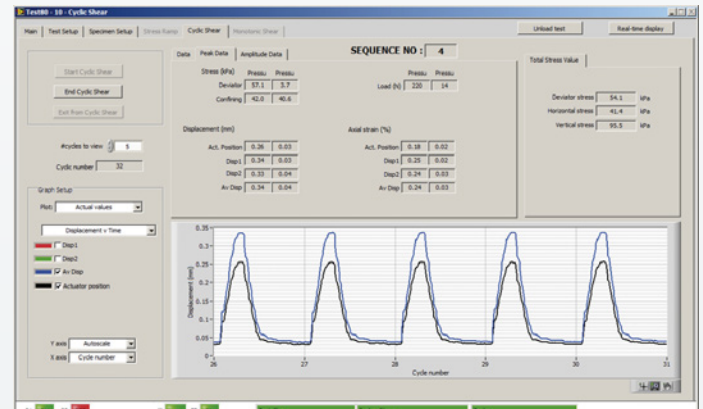 Test80 - 10 - Cyclic Shear
Main Test Setup Specimen Setup Stress Ramp Cyclic Shear Monotonic Shear
Unload test Real-time display
Start Cyclic Shear
End Cyclic Shear
Exit from Cyclic Shear
#cycles to view 5
Cyclic number 32
Graph Setup
Plot: Actual values
Displacement v Time
Disp1
Disp2
Av Disp
Actuator position
Y axis Autoscale
X axis Cycle number
Data Peak Data Amplitude Data
SEQUENCE NO : 4
Stress (kPa) Pressu Pressu
Deviator 57.1 3.7
Confining 42.0 40.6
Pressu Pressu
Load (N) 220 14
Displacement (mm)
Act. Position 0.26 0.03
Disp1 0.34 0.03
Disp2 0.33 0.04
Av Disp 0.34 0.04
Axial strain (%)
Act. Position 0.18 0.02
Disp1 0.25 0.02
Disp2 0.24 0.03
Av Disp 0.24 0.03
Total Stress Value
Deviator stress 54.1 kPa
Horizontal stress 41.4 kPa
Vertical stress 95.5 kPa
Displacement (mm)
0.35
0.3
0.25
0.2
0.15
0.1
0.05
0
26 27 28 29 30 31
Cycle number